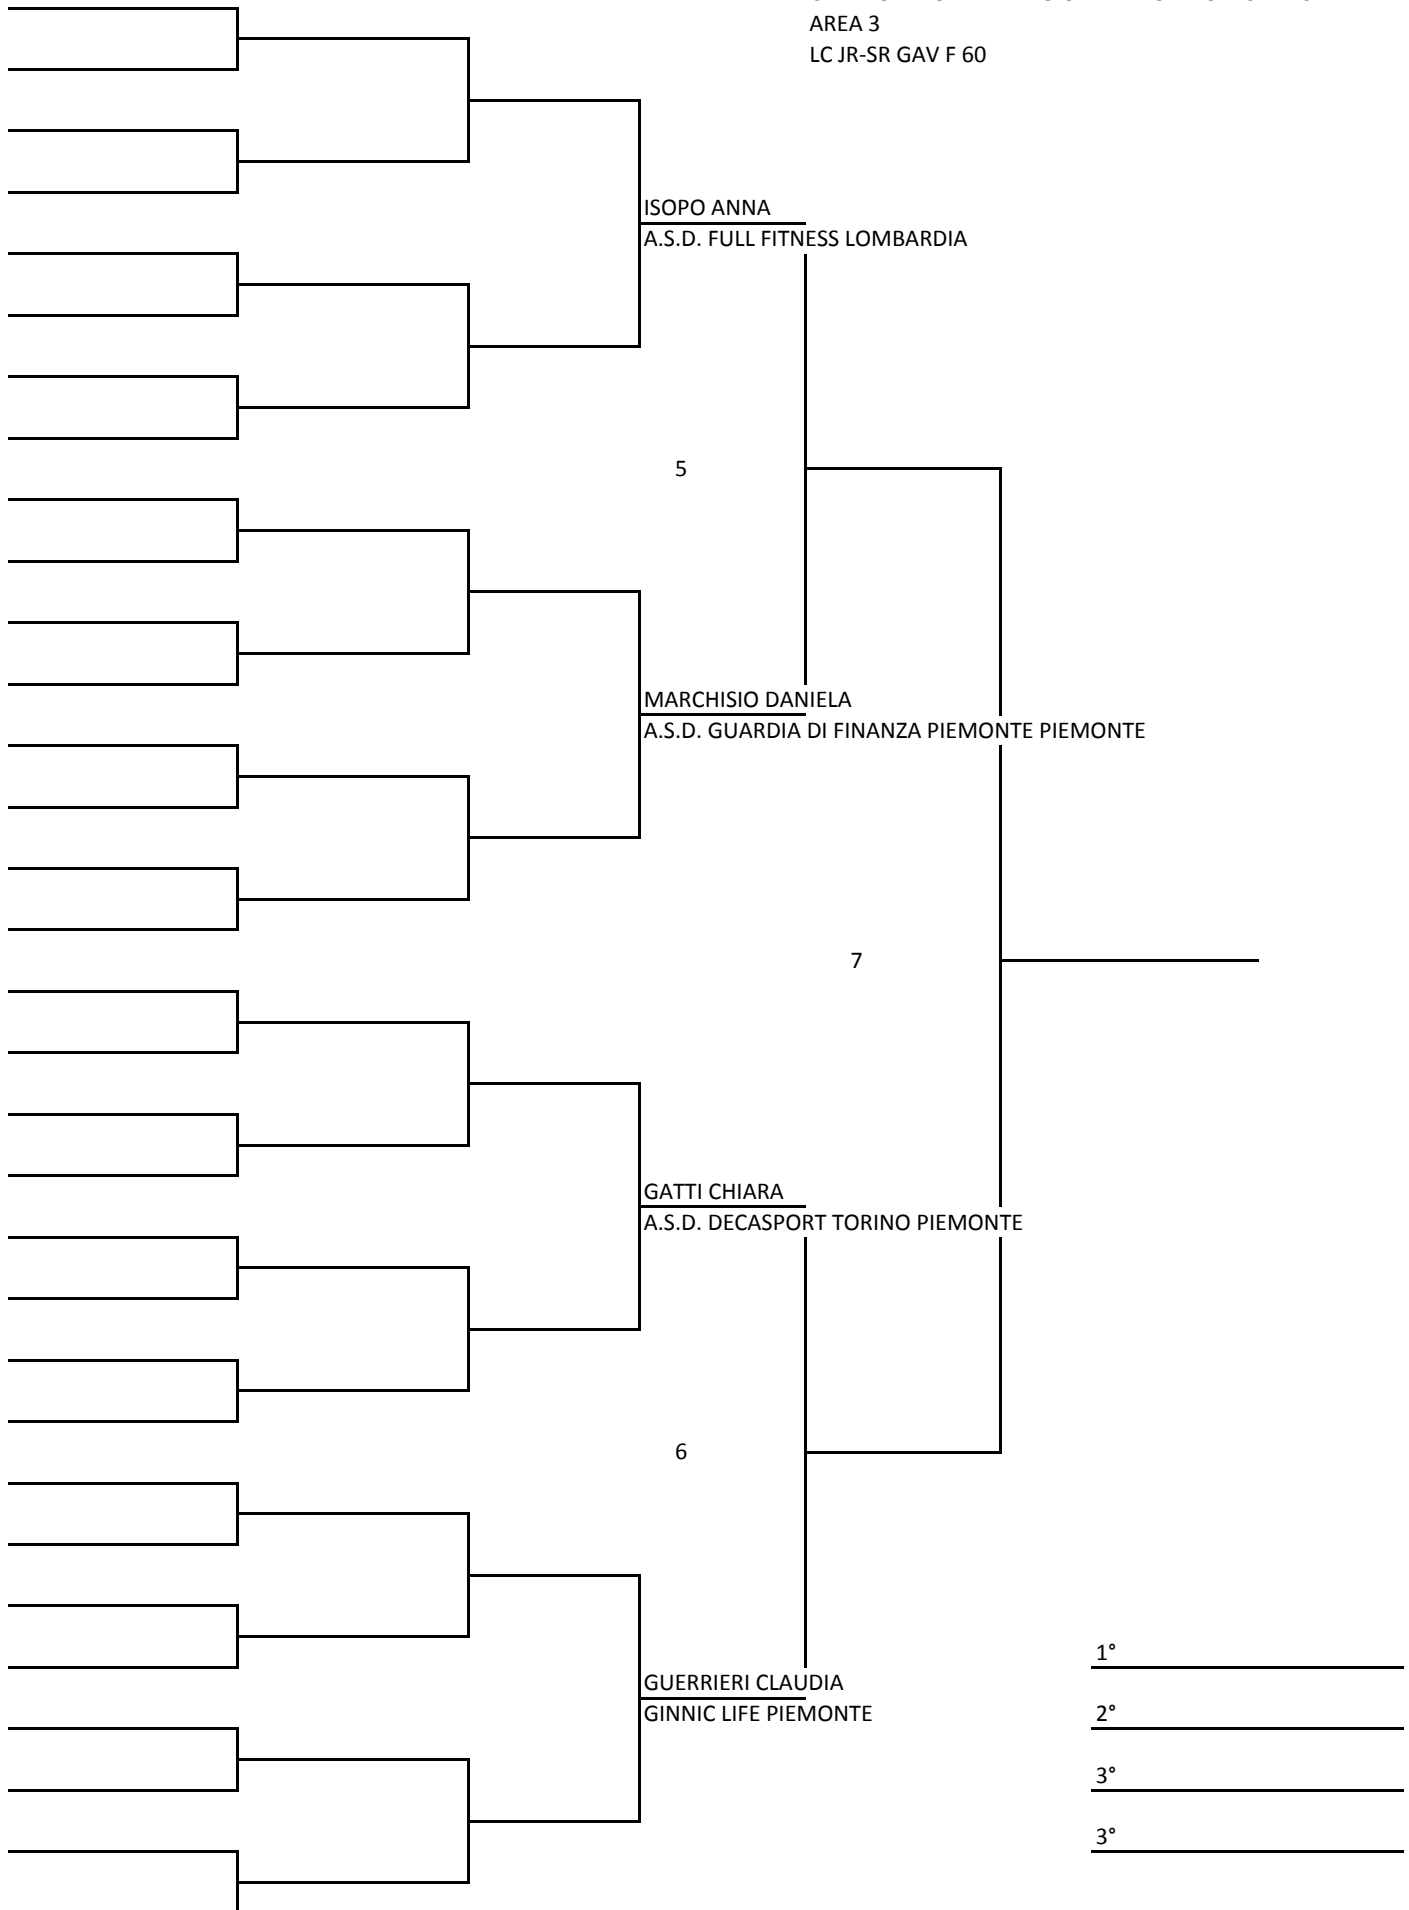 AREA 3
LC JR-SR GAV F 60
ISOPO ANNA
A.S.D. FULL FITNESS LOMBARDIA
5
MARCHISIO DANIELA
A.S.D. GUARDIA DI FINANZA PIEMONTE PIEMONTE
7
GATTI CHIARA
A.S.D. DECASPORT TORINO PIEMONTE
6
GUERRIERI CLAUDIA
GINNIC LIFE PIEMONTE
1°
2°
3°
3°